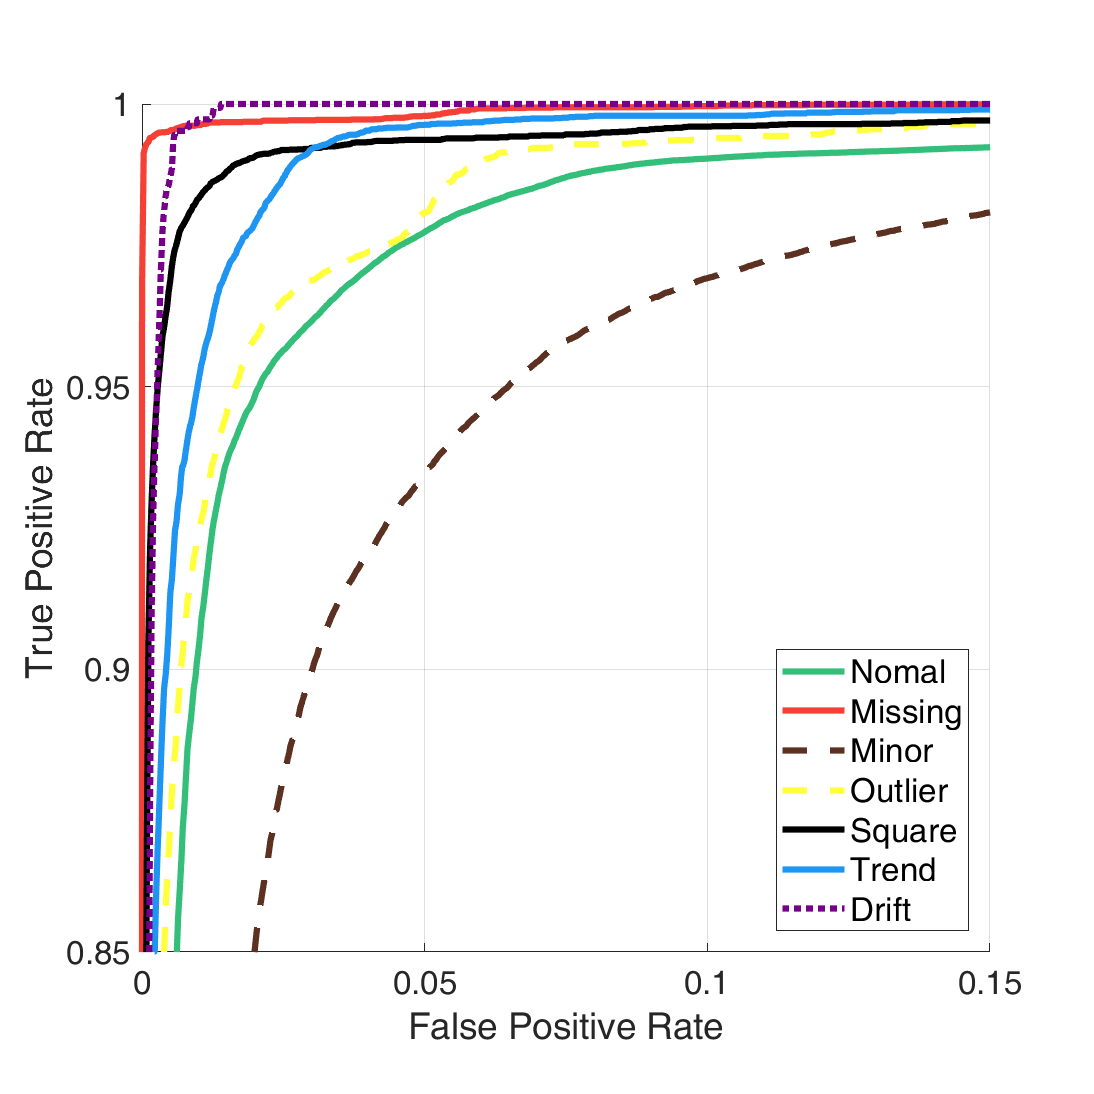 1
0.95
0.9
0.85
True Positive Rate
0
0.05
0.1
0.15
False Positive Rate
Nomal
Missing
Minor
Outlier
Square
Trend
Drift